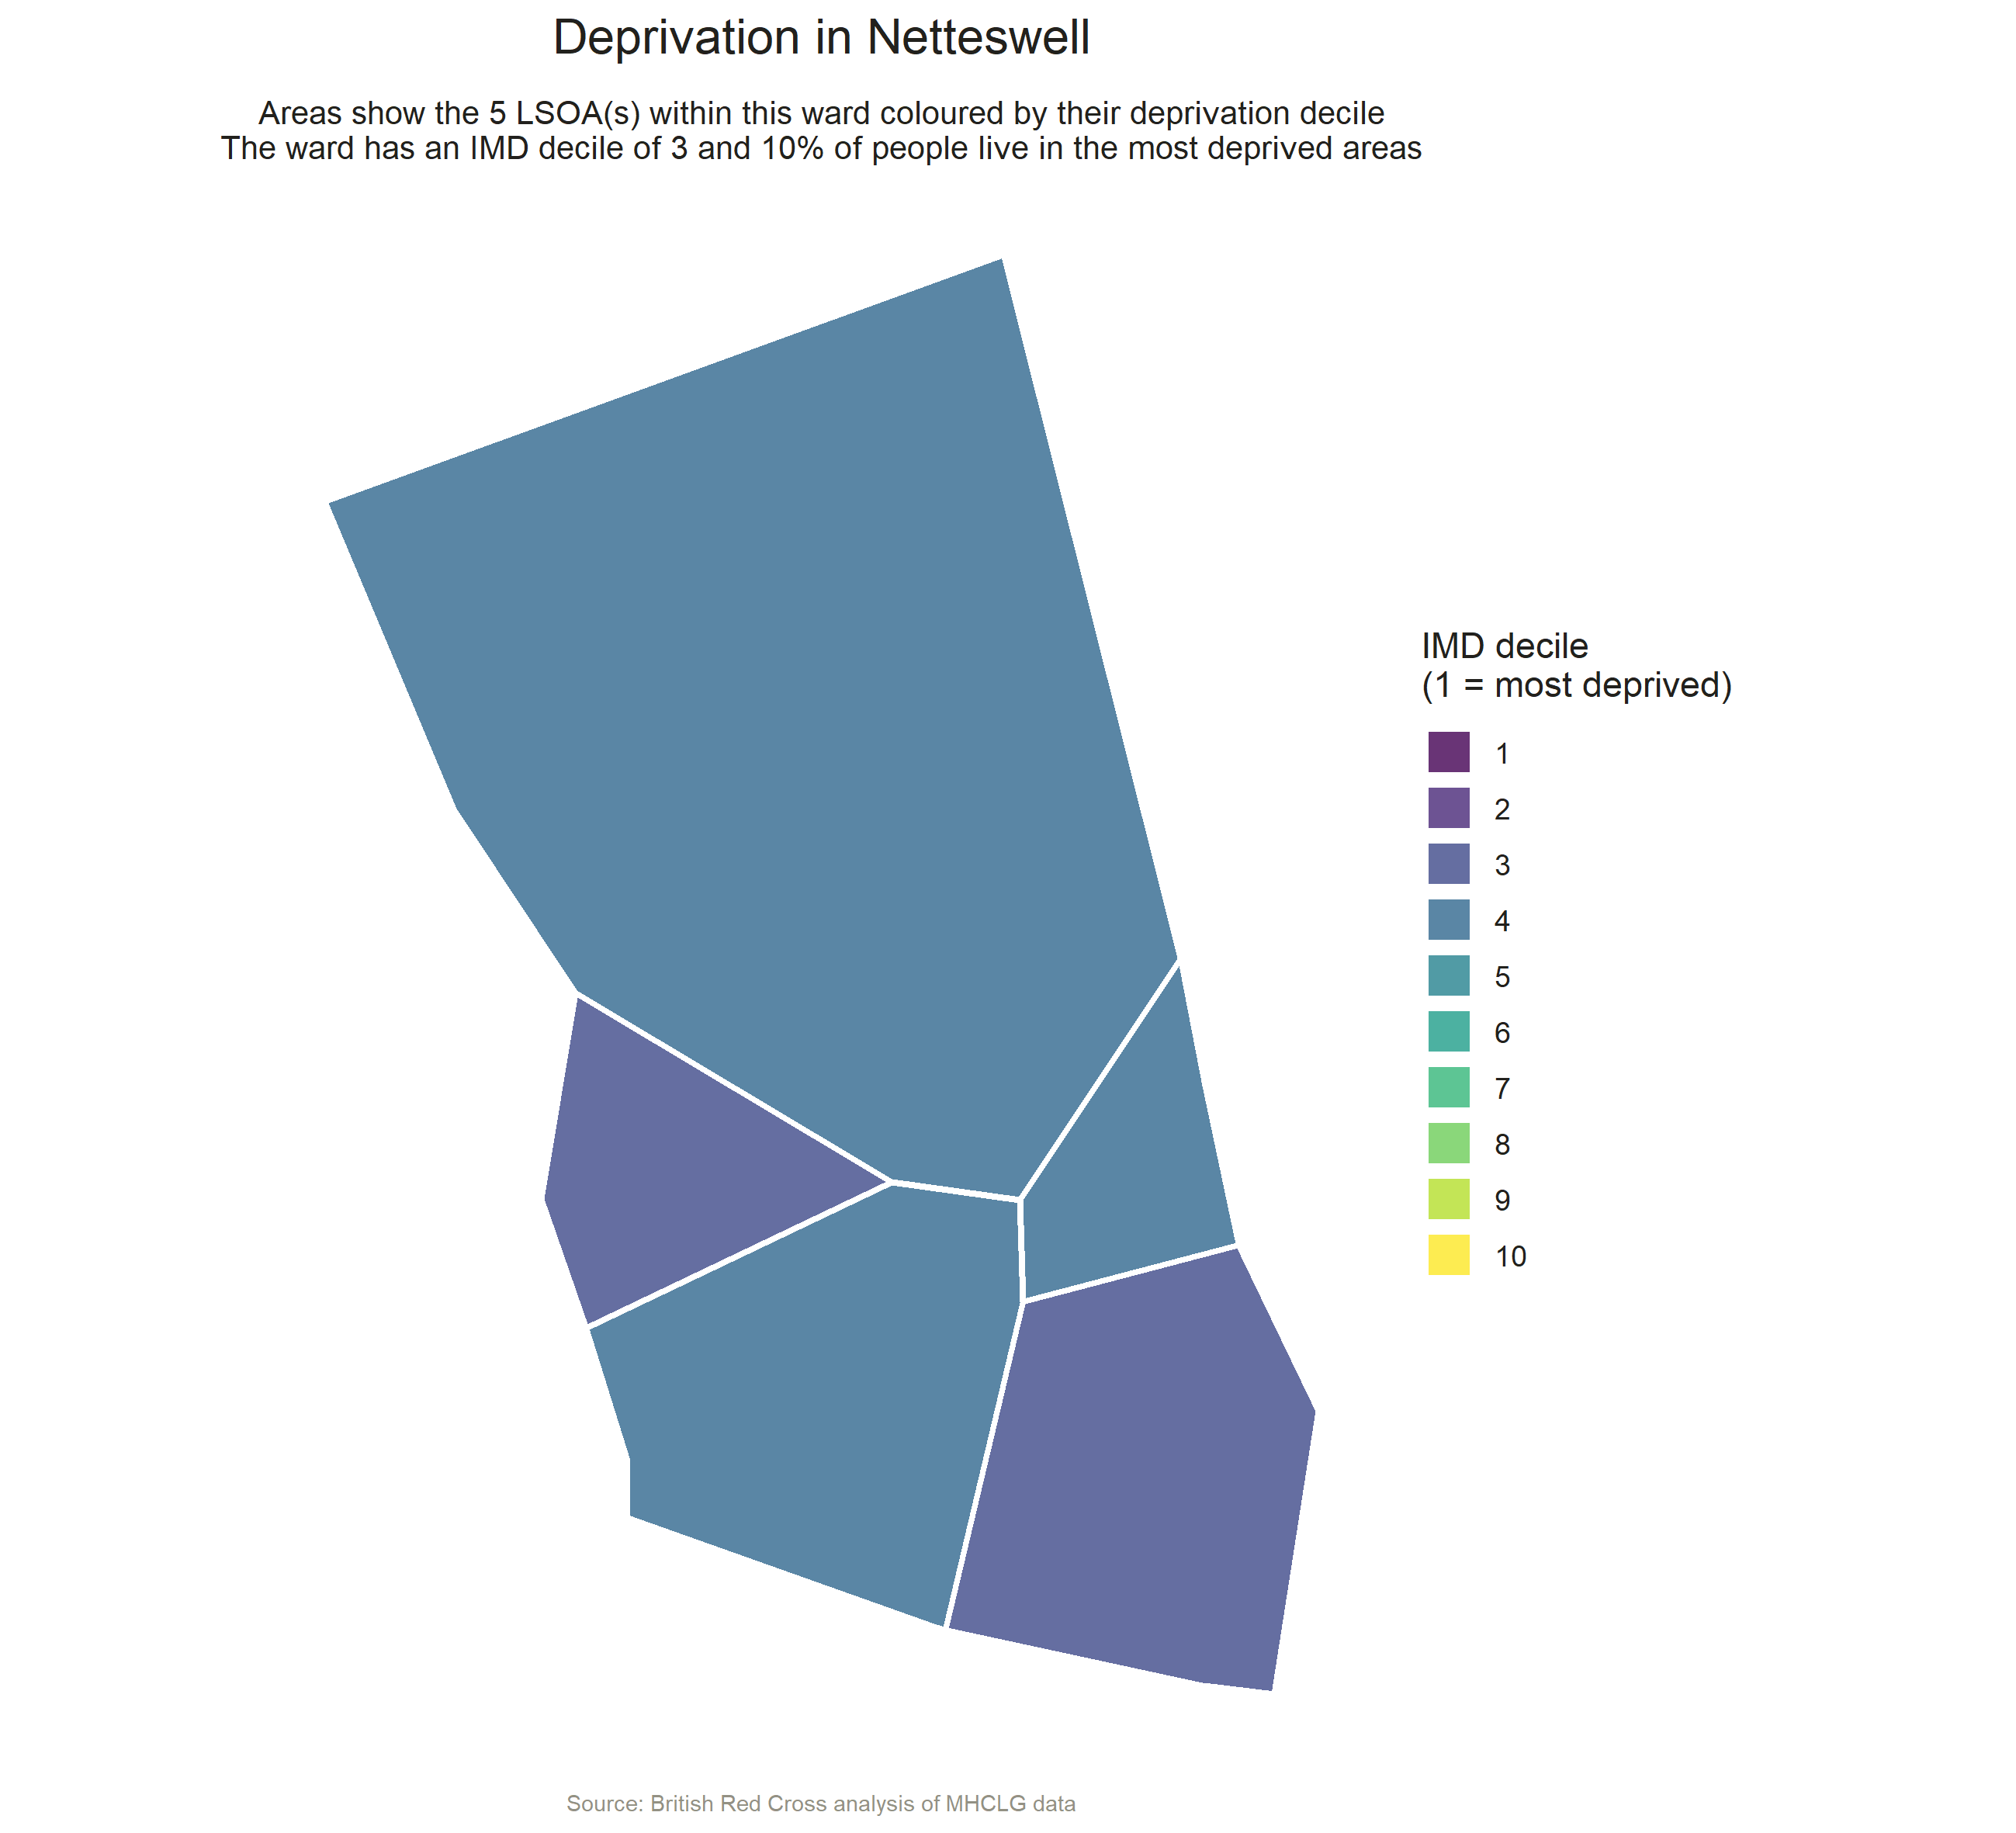 Deprivation in Netteswell
Areas show the 5 LSOA(s) within this ward coloured by their deprivation decile
The ward has an IMD decile of 3 and 10% of people live in the most deprived areas
IMD decile
(1 = most deprived)
1
2
3
4
5
6
7
8
9
10
Source: British Red Cross analysis of MHCLG data